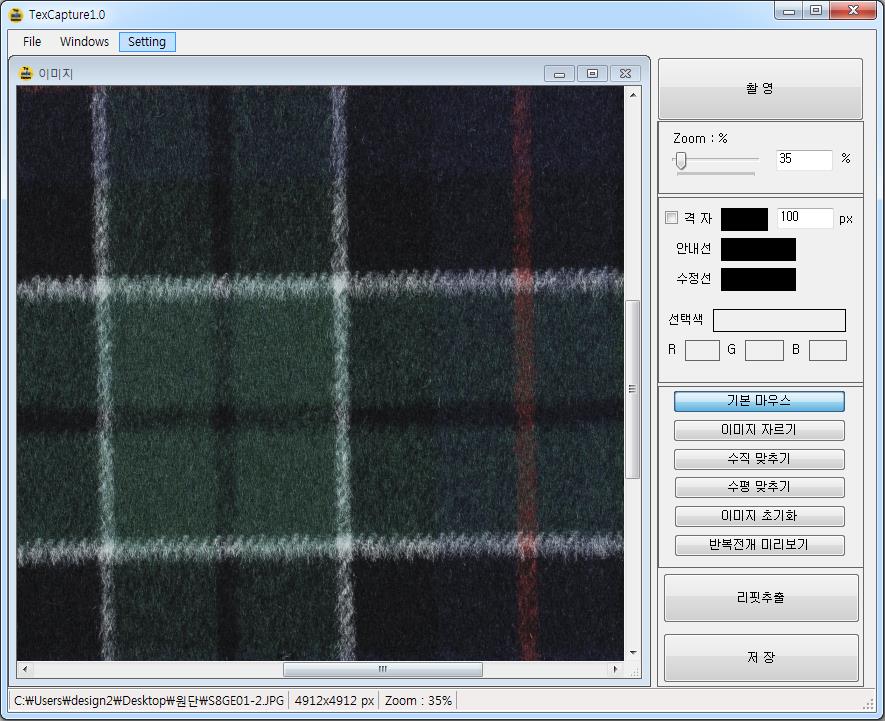 TexCapture1.0
File Windows Setting
이미지
촬 영
Zoom : %
35 %
격 자 100 px
안내선
수정선
선택색
R G B
기본 마우스
이미지 자르기
수직 맞추기
수평 맞추기
이미지 초기화
반복전개 미리보기
리핏추출
저 장
C:₩Users₩design2₩Desktop₩원단₩S8GE01-2.JPG 4912x4912 px Zoom : 35%